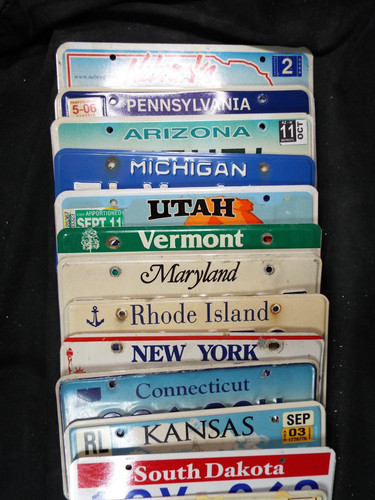 Nebraska
2
5-06
PENNSYLVANIA
ARIZONA
11
OCT
MICHIGAN
APPORTIONED
SEPT 11
UTAH
Vermont
Maryland
Rhode Island
NEW YORK
Connecticut
RL
KANSAS
SEP
03
South Dakota